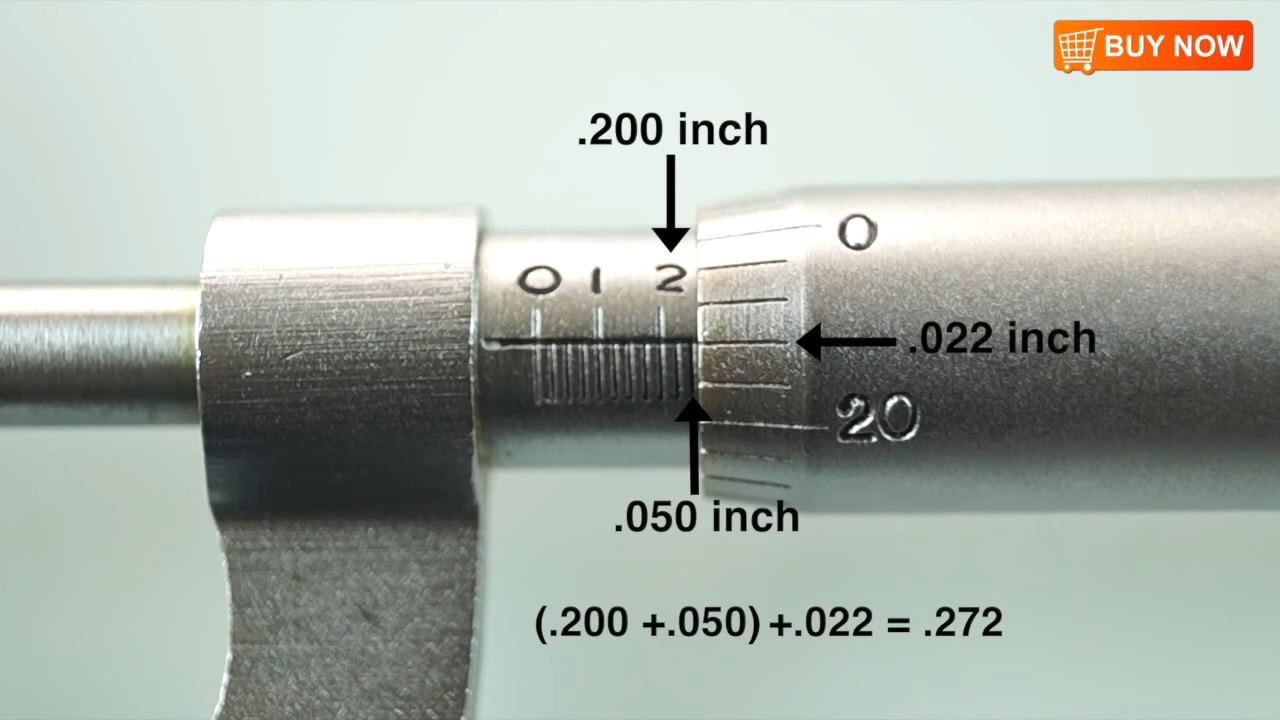 BUY NOW
.200 inch
0
0 1 2
.022 inch
20
.050 inch
(.200 +.050) +.022 = .272